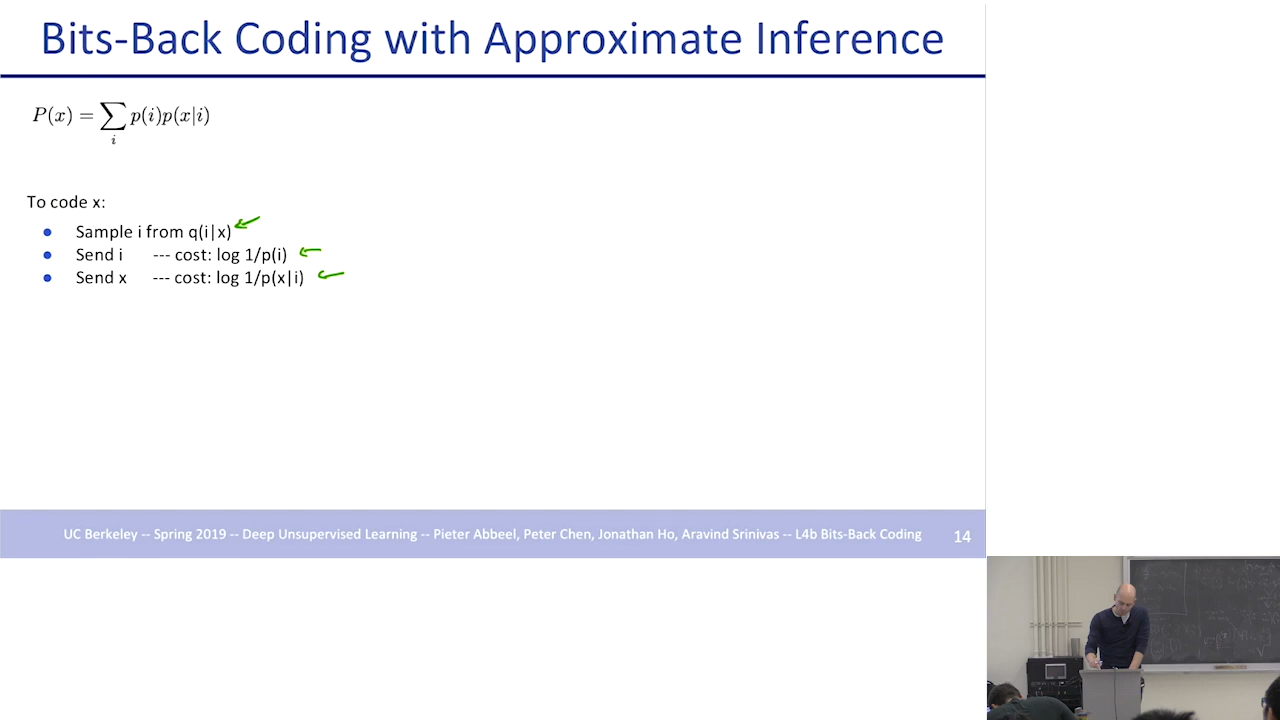 Bits-Back Coding with Approximate Inference
P(x) = ∑_i p(i)p(x|i)
To code x:
● Sample i from q(i|x)
● Send i --- cost: log 1/p(i)
● Send x --- cost: log 1/p(x|i)
UC Berkeley -- Spring 2019 -- Deep Unsupervised Learning -- Pieter Abbeel, Peter Chen, Jonathan Ho, Aravind Srinivas -- L4b Bits-Back Coding 14